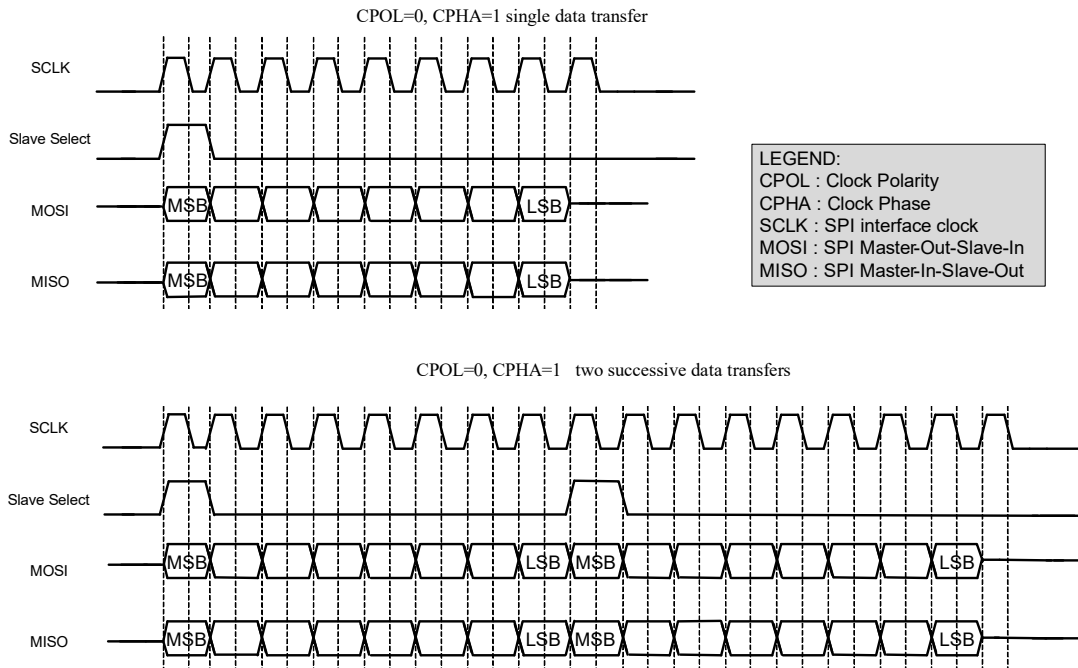 CPOL=0, CPHA=1 single data transfer
SCLK
Slave Select
MOSI
MSB
LSB
MISO
MSB
LSB
LEGEND:
CPOL : Clock Polarity
CPHA : Clock Phase
SCLK : SPI interface clock
MOSI : SPI Master-Out-Slave-In
MISO : SPI Master-In-Slave-Out
CPOL=0, CPHA=1 two successive data transfers
SCLK
Slave Select
MOSI
MSB
LSB
MSB
LSB
MISO
MSB
LSB
MSB
LSB